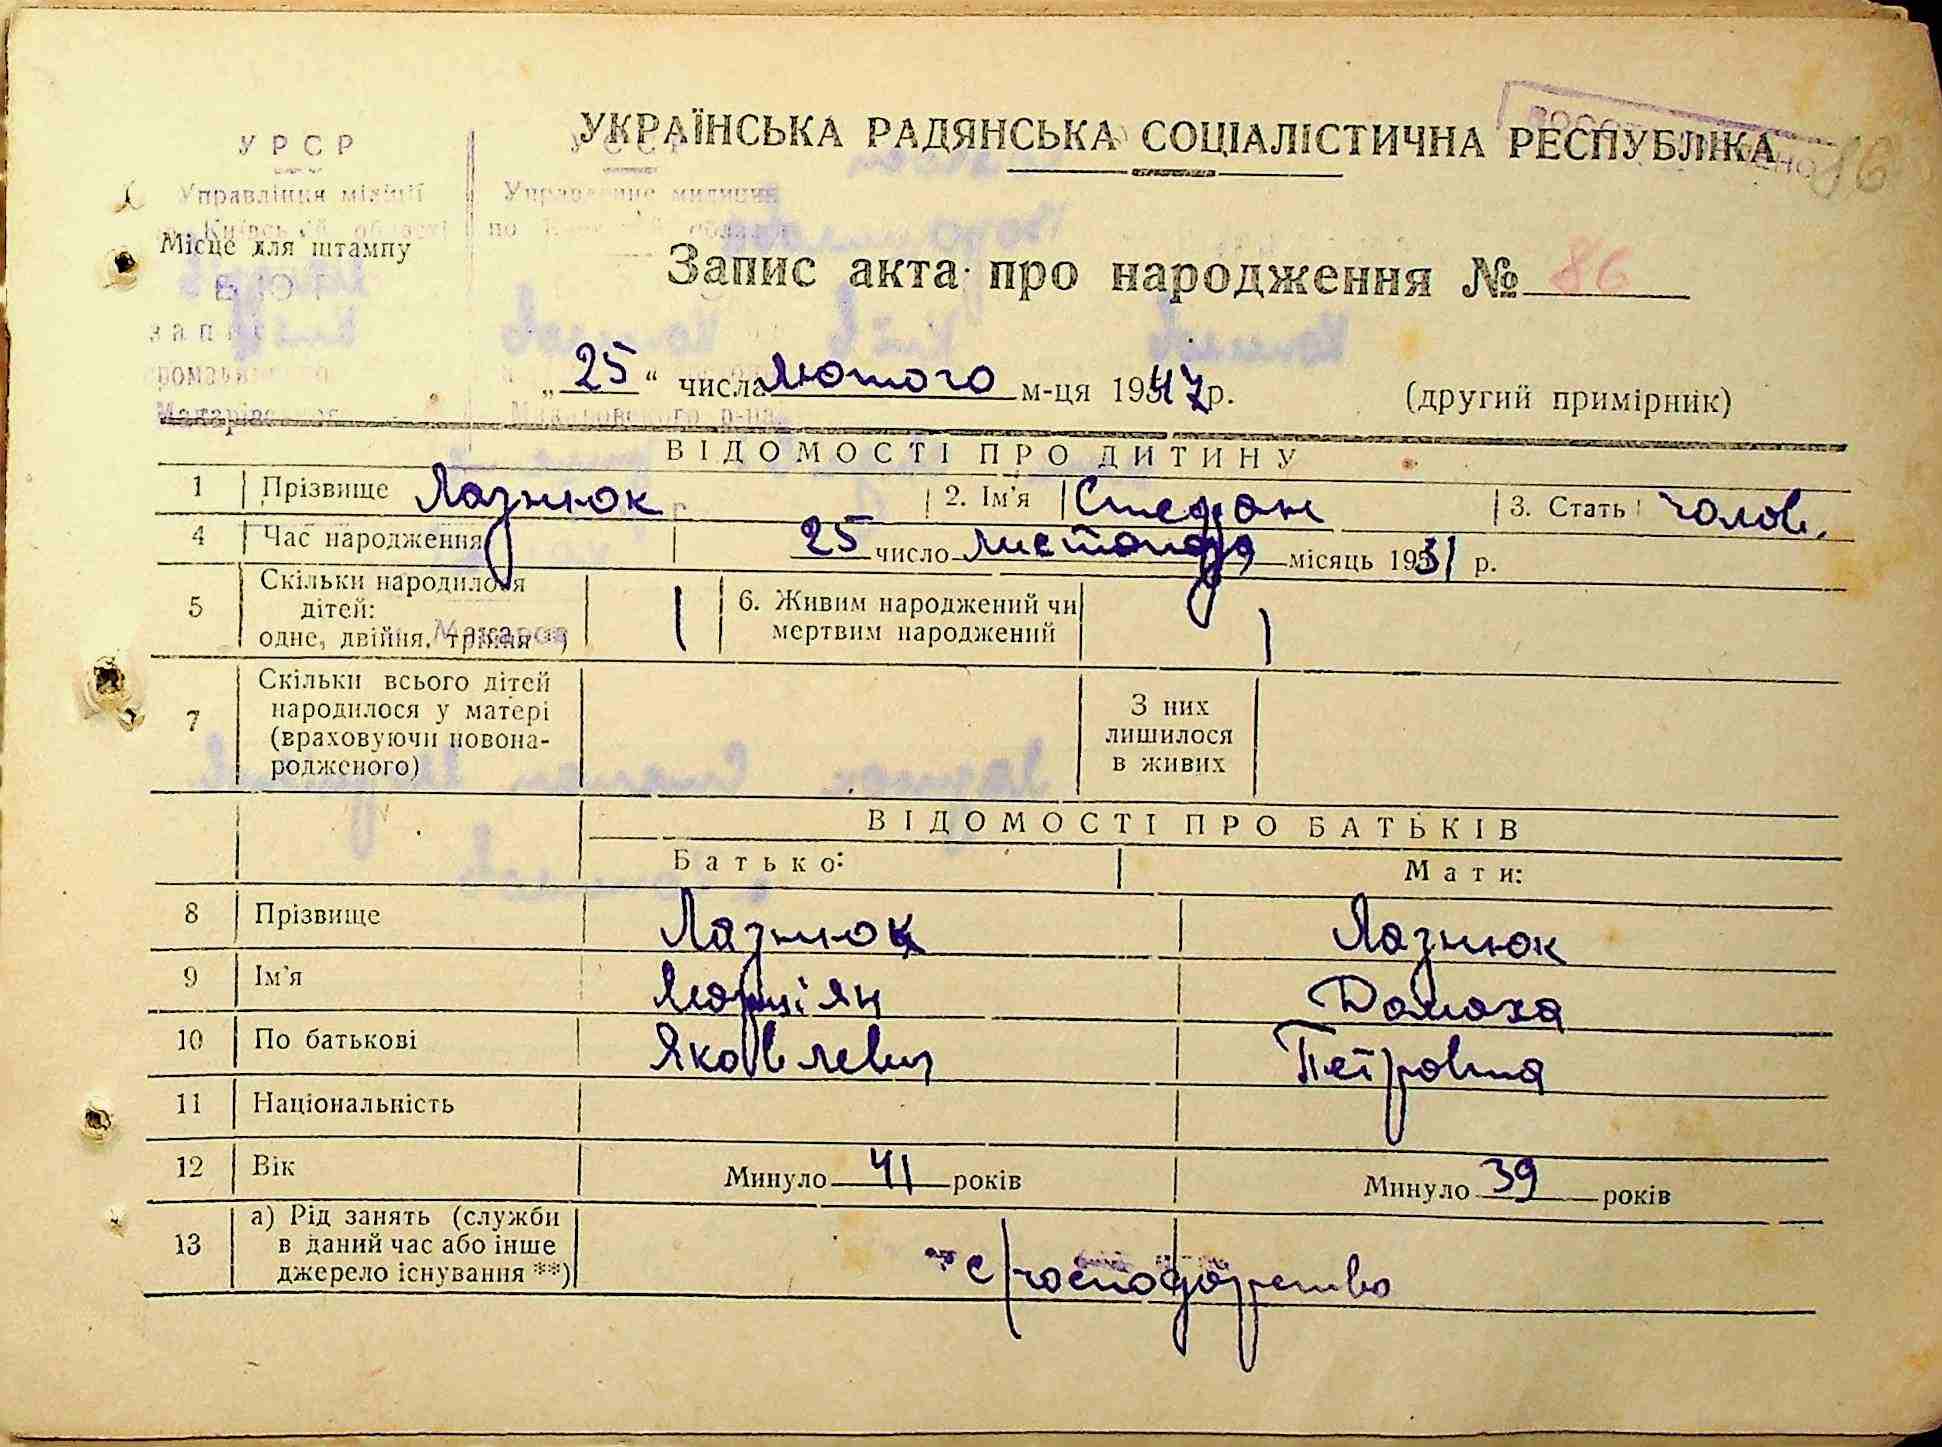 УКРАЇНСЬКА РАДЯНСЬКА СОЦІАЛІСТИЧНА РЕСПУБЛІКА
86
УРСР
Управління міліції
Київській області
Місце для штампу
Запис акта про народження № 86
„25“ числа лютого м-ця 1947 р. (другий примірник)
Макарівського
ВІДОМОСТІ ПРО ДИТИНУ
1 Прізвище Лазнюк 2. Ім'я Стефан 3. Стать чолов.
4 Час народження 25 число листопада місяць 1931 р.
5 Скільки народилося дітей: одне, двійня, трійня *) 1 6. Живим народжений чи мертвим народжений 1
Макаров
7 Скільки всього дітей народилося у матері (враховуючи новонародженого) З них лишилося в живих
ВІДОМОСТІ ПРО БАТЬКІВ
Батько: Мати:
8 Прізвище Лазнюк Лазнюк
9 Ім'я Марціян Домаха
10 По батькові Яковлевич Петровна
11 Національність
12 Вік Минуло 41 років Минуло 39 років
13 а) Рід занять (служби в даний час або інше джерело існування **) с/господарство